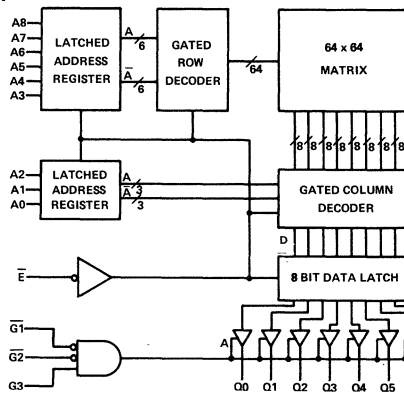 A8
A7
A6
A5
A4
A3
LATCHED
ADDRESS
REGISTER
A
6
A̅
6
GATED
ROW
DECODER
64
64 x 64
MATRIX
8 8 8 8 8 8 8 8
A2
A1
A0
LATCHED
ADDRESS
REGISTER
A
3
A̅
3
GATED COLUMN
DECODER
D
E̅
8 BIT DATA LATCH
G̅1̅
G̅2̅
G3
A
Q0 Q1 Q2 Q3 Q4 Q5